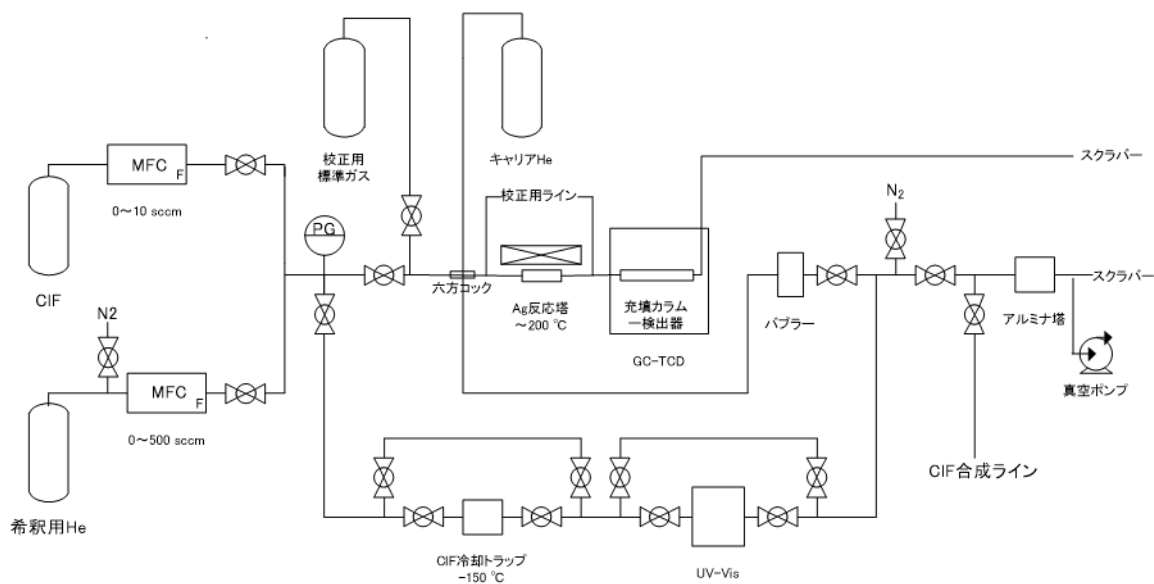 校正用
標準ガス
キャリアHe
スクラバー
MFC
F
0～10 sccm
ClF
校正用ライン
N₂
PG
六方コック
Ag反応塔
～200 ℃
充填カラム
ー検出器
GC-TCD
バブラー
アルミナ塔
スクラバー
真空ポンプ
N2
MFC
F
0～500 sccm
希釈用He
ClF合成ライン
ClF冷却トラップ
-150 ℃
UV-Vis